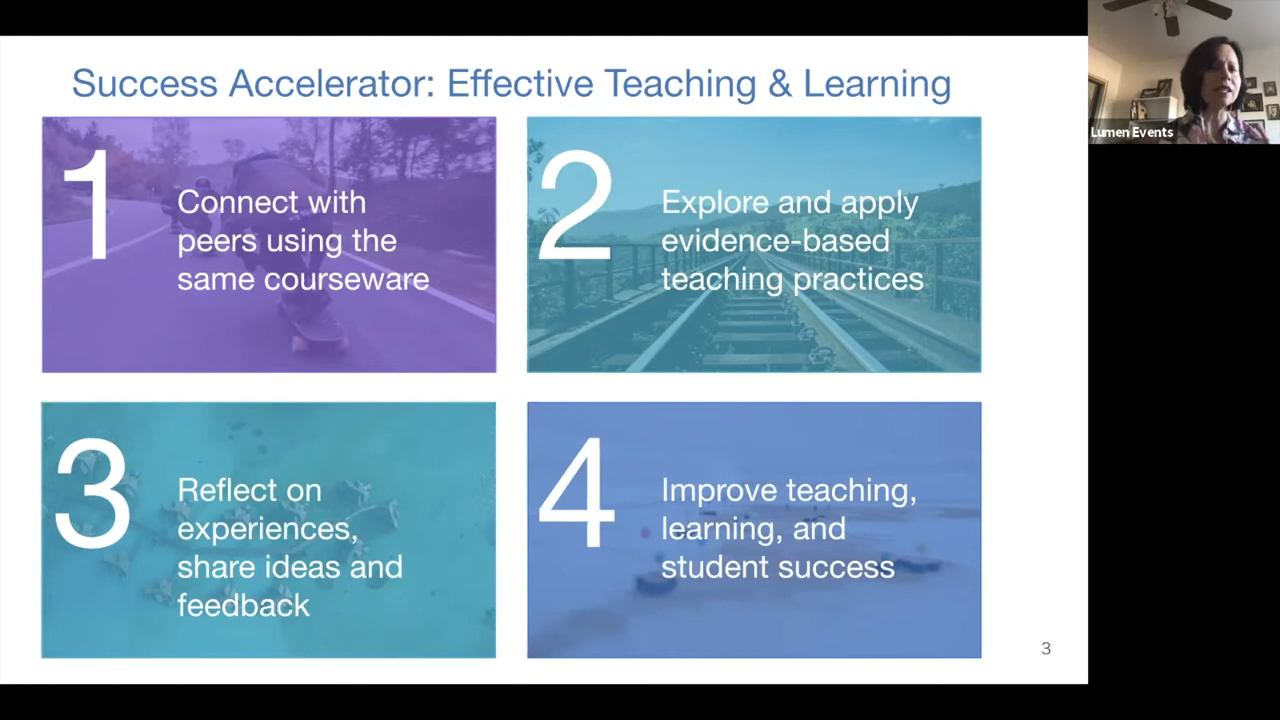 Success Accelerator: Effective Teaching & Learning
1
Connect with
peers using the
same courseware
2
Explore and apply
evidence-based
teaching practices
3
Reflect on
experiences,
share ideas and
feedback
4
Improve teaching,
learning, and
student success
3
Lumen Events